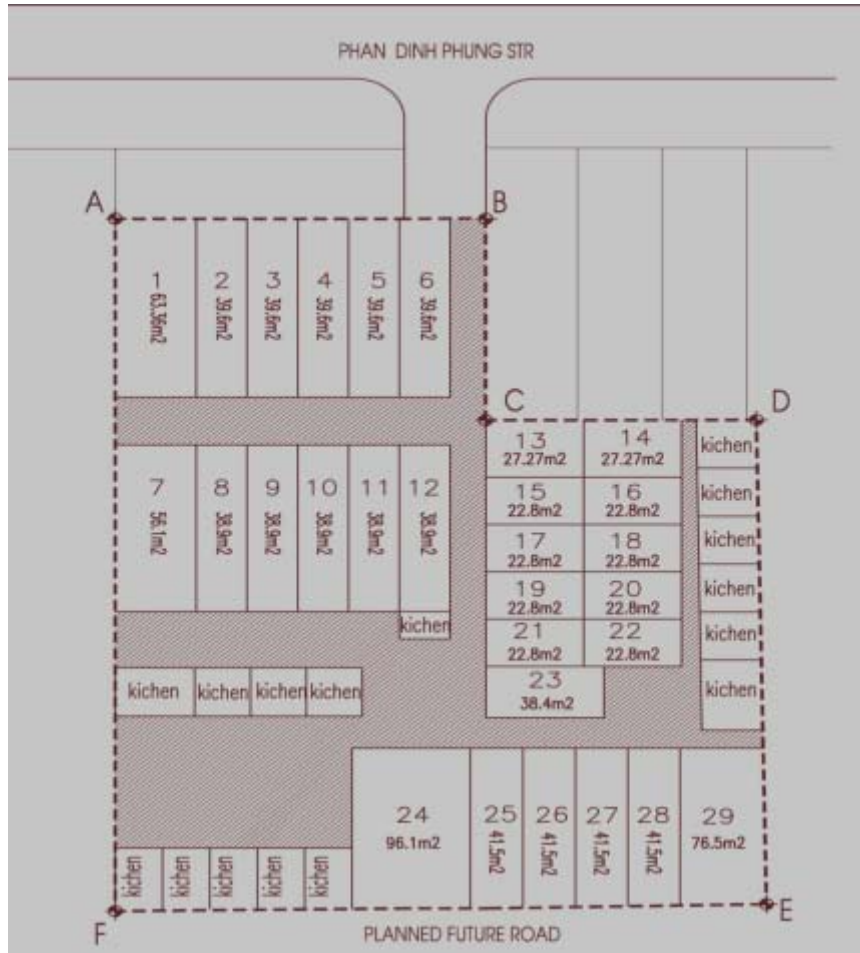 PHAN DINH PHUNG STR
A
B
1
63.36m2
2
39.6m2
3
39.6m2
4
39.6m2
5
39.6m2
6
39.6m2
C
D
13
27.27m2
14
27.27m2
kichen
7
56.1m2
8
38.9m2
9
38.9m2
10
38.9m2
11
38.9m2
12
38.9m2
15
22.8m2
16
22.8m2
kichen
17
22.8m2
18
22.8m2
kichen
19
22.8m2
20
22.8m2
kichen
kichen
21
22.8m2
22
22.8m2
kichen
kichen
kichen
kichen
kichen
23
38.4m2
kichen
24
96.1m2
25
41.5m2
26
41.5m2
27
41.5m2
28
41.5m2
29
76.5m2
kichen
kichen
kichen
kichen
kichen
F
E
PLANNED FUTURE ROAD